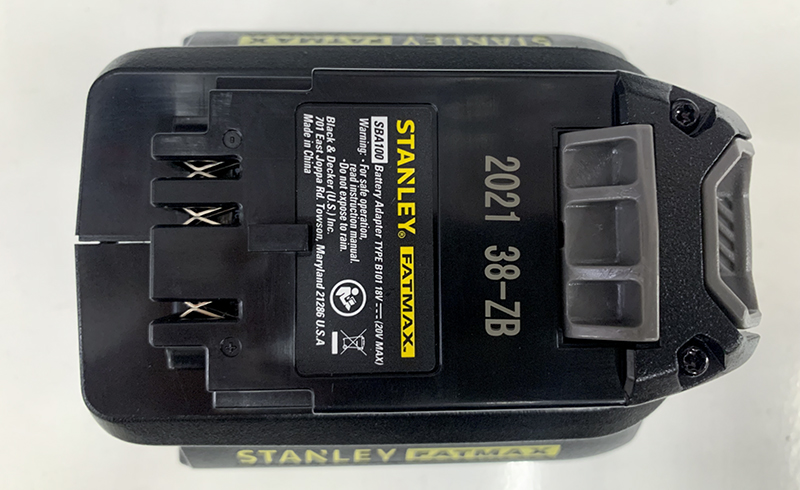 STANLEY FATMAX
STANLEY® FATMAX®
SBA100 Battery Adapter TYPE B101 18V ⎓ (20V MAX)
Warning: • For safe operation,
read instruction manual.
• Do not expose to rain.
Black & Decker (U.S.) Inc.
701 East Joppa Rd. Towson, Maryland 21286 U.S.A
Made in China
2021 38-ZB
STANLEY FATMAX